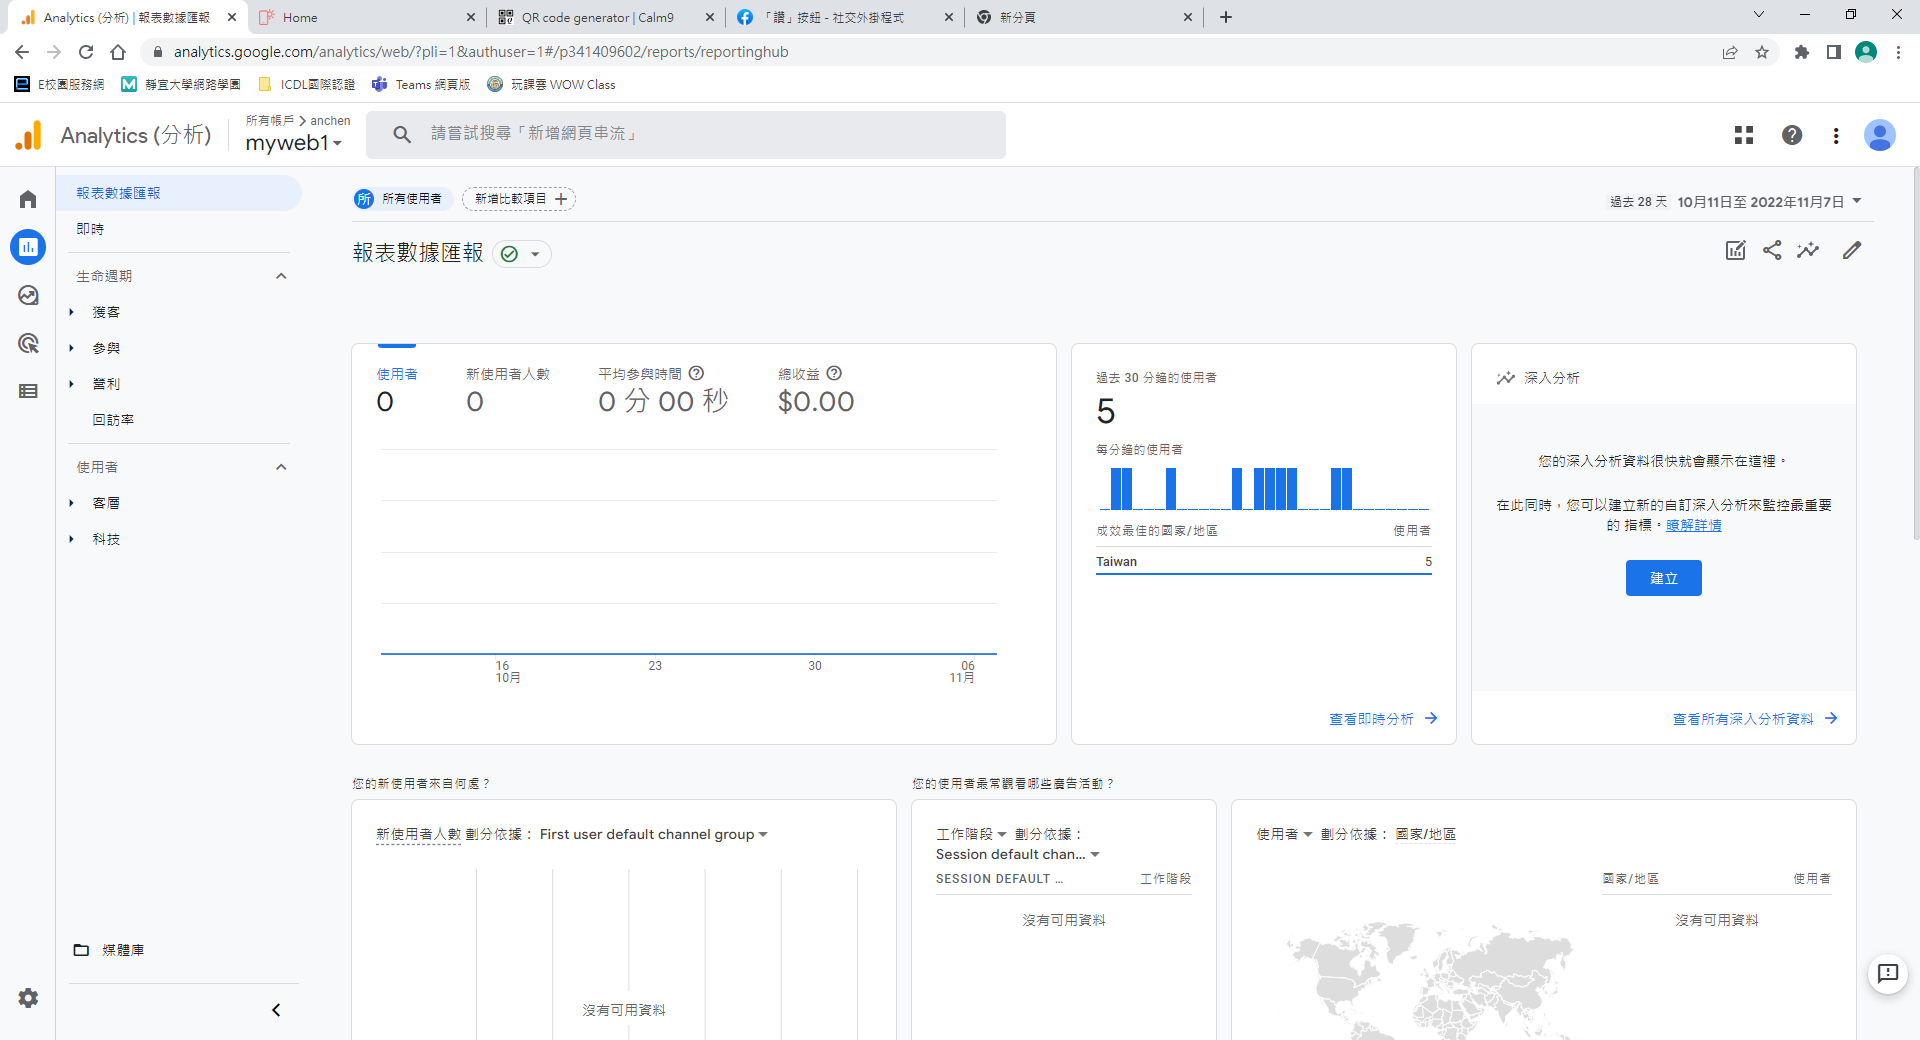 Analytics (分析) | 報表數據匯報
Home
QR code generator | Calm9
「讚」按鈕 - 社交外掛程式
新分頁
analytics.google.com/analytics/web/?pli=1&authuser=1#/p341409602/reports/reportinghub
E校園服務網
靜宜大學網路學園
ICDL國際認證
Teams 網頁版
玩課雲 WOW Class
Analytics (分析)
所有帳戶 > anchen
myweb1
請嘗試搜尋「新增網頁串流」
報表數據匯報
即時
生命週期
獲客
參與
營利
回訪率
使用者
客層
科技
媒體庫
所 所有使用者
新增比較項目
過去 28 天 10月11日至 2022年11月7日
報表數據匯報
使用者
0
新使用者人數
0
平均參與時間
0 分 00 秒
總收益
$0.00
16
10月
23
30
06
11月
過去 30 分鐘的使用者
5
每分鐘的使用者
成效最佳的國家/地區 使用者
Taiwan 5
查看即時分析
深入分析
您的深入分析資料很快就會顯示在這裡。
在此同時，您可以建立新的自訂深入分析來監控最重要
的 指標。瞭解詳情
建立
查看所有深入分析資料
您的新使用者來自何處？
新使用者人數 劃分依據： First user default channel group
沒有可用資料
您的使用者最常觀看哪些廣告活動？
工作階段 劃分依據：
Session default chan...
SESSION DEFAULT … 工作階段
沒有可用資料
使用者 劃分依據： 國家/地區
國家/地區 使用者
沒有可用資料